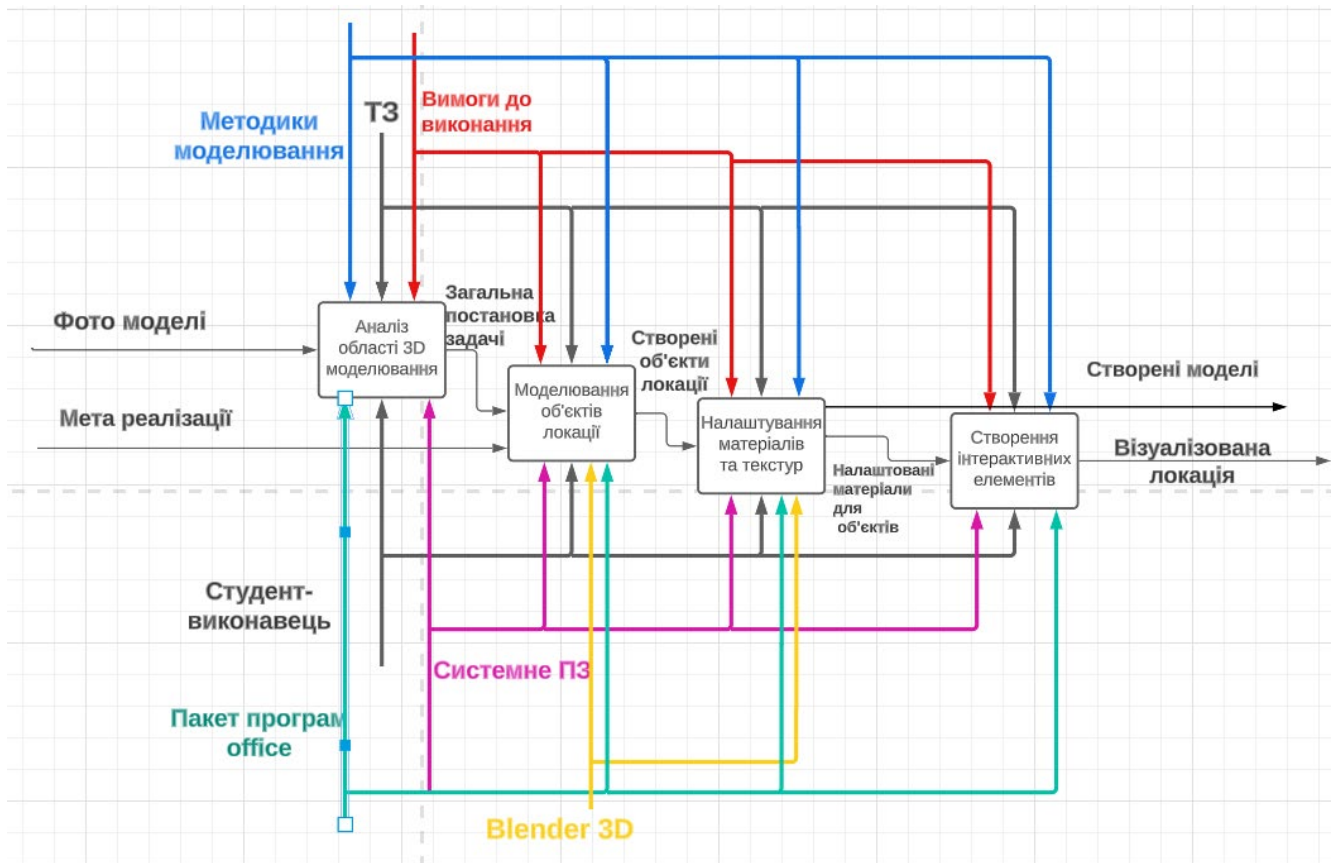 Методики
моделювання
ТЗ
Вимоги до
виконання
Фото моделі
Аналіз
області 3D
моделювання
Загальна
постановка
задачі
Мета реалізації
Моделювання
об'єктів
локації
Створені
об'єкти
локації
Налаштування
матеріалів
та текстур
Налаштовані
матеріали
для
об'єктів
Створення
інтерактивних
елементів
Створені моделі
Візуалізована
локація
Студент-
виконавець
Системне ПЗ
Пакет програм
office
Blender 3D